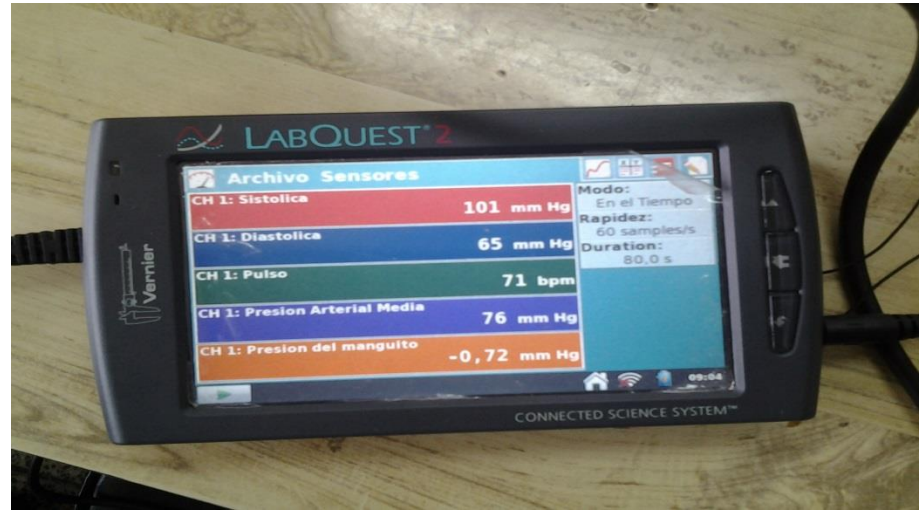 LABQUEST®2
Archivo Sensores
CH 1: Sistolica
101 mm Hg
CH 1: Diastolica
65 mm Hg
CH 1: Pulso
71 bpm
CH 1: Presion Arterial Media
76 mm Hg
CH 1: Presion del manguito
-0,72 mm Hg
Modo:
En el Tiempo
Rapidez:
60 samples/s
Duration:
80,0 s
09:04
Vernier
CONNECTED SCIENCE SYSTEM™